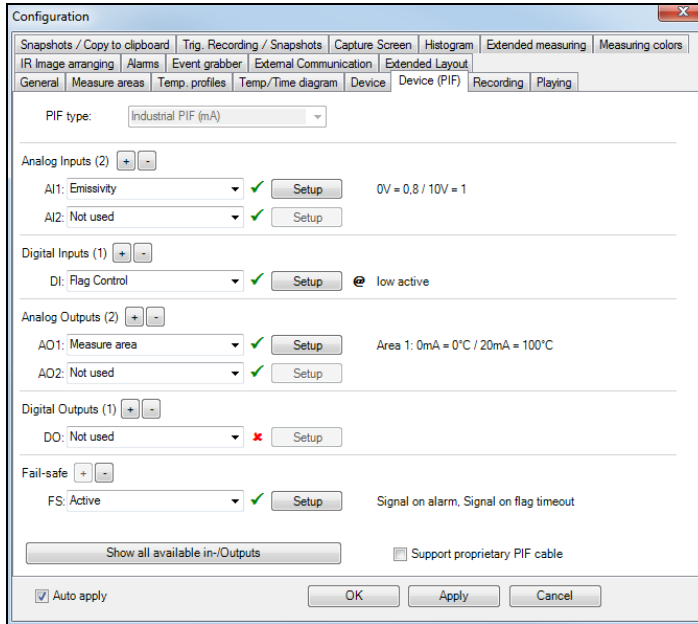 Configuration
Snapshots / Copy to clipboard Trig. Recording / Snapshots Capture Screen Histogram Extended measuring Measuring colors
IR Image arranging Alarms Event grabber External Communication Extended Layout
General Measure areas Temp. profiles Temp/Time diagram Device Device (PIF) Recording Playing
PIF type: Industrial PIF (mA)
Analog Inputs (2) + -
AI1: Emissivity Setup 0V = 0,8 / 10V = 1
AI2: Not used Setup
Digital Inputs (1) + -
DI: Flag Control Setup @ low active
Analog Outputs (2) + -
AO1: Measure area Setup Area 1: 0mA = 0°C / 20mA = 100°C
AO2: Not used Setup
Digital Outputs (1) + -
DO: Not used Setup
Fail-safe + -
FS: Active Setup Signal on alarm, Signal on flag timeout
Show all available in-/Outputs Support proprietary PIF cable
Auto apply OK Apply Cancel